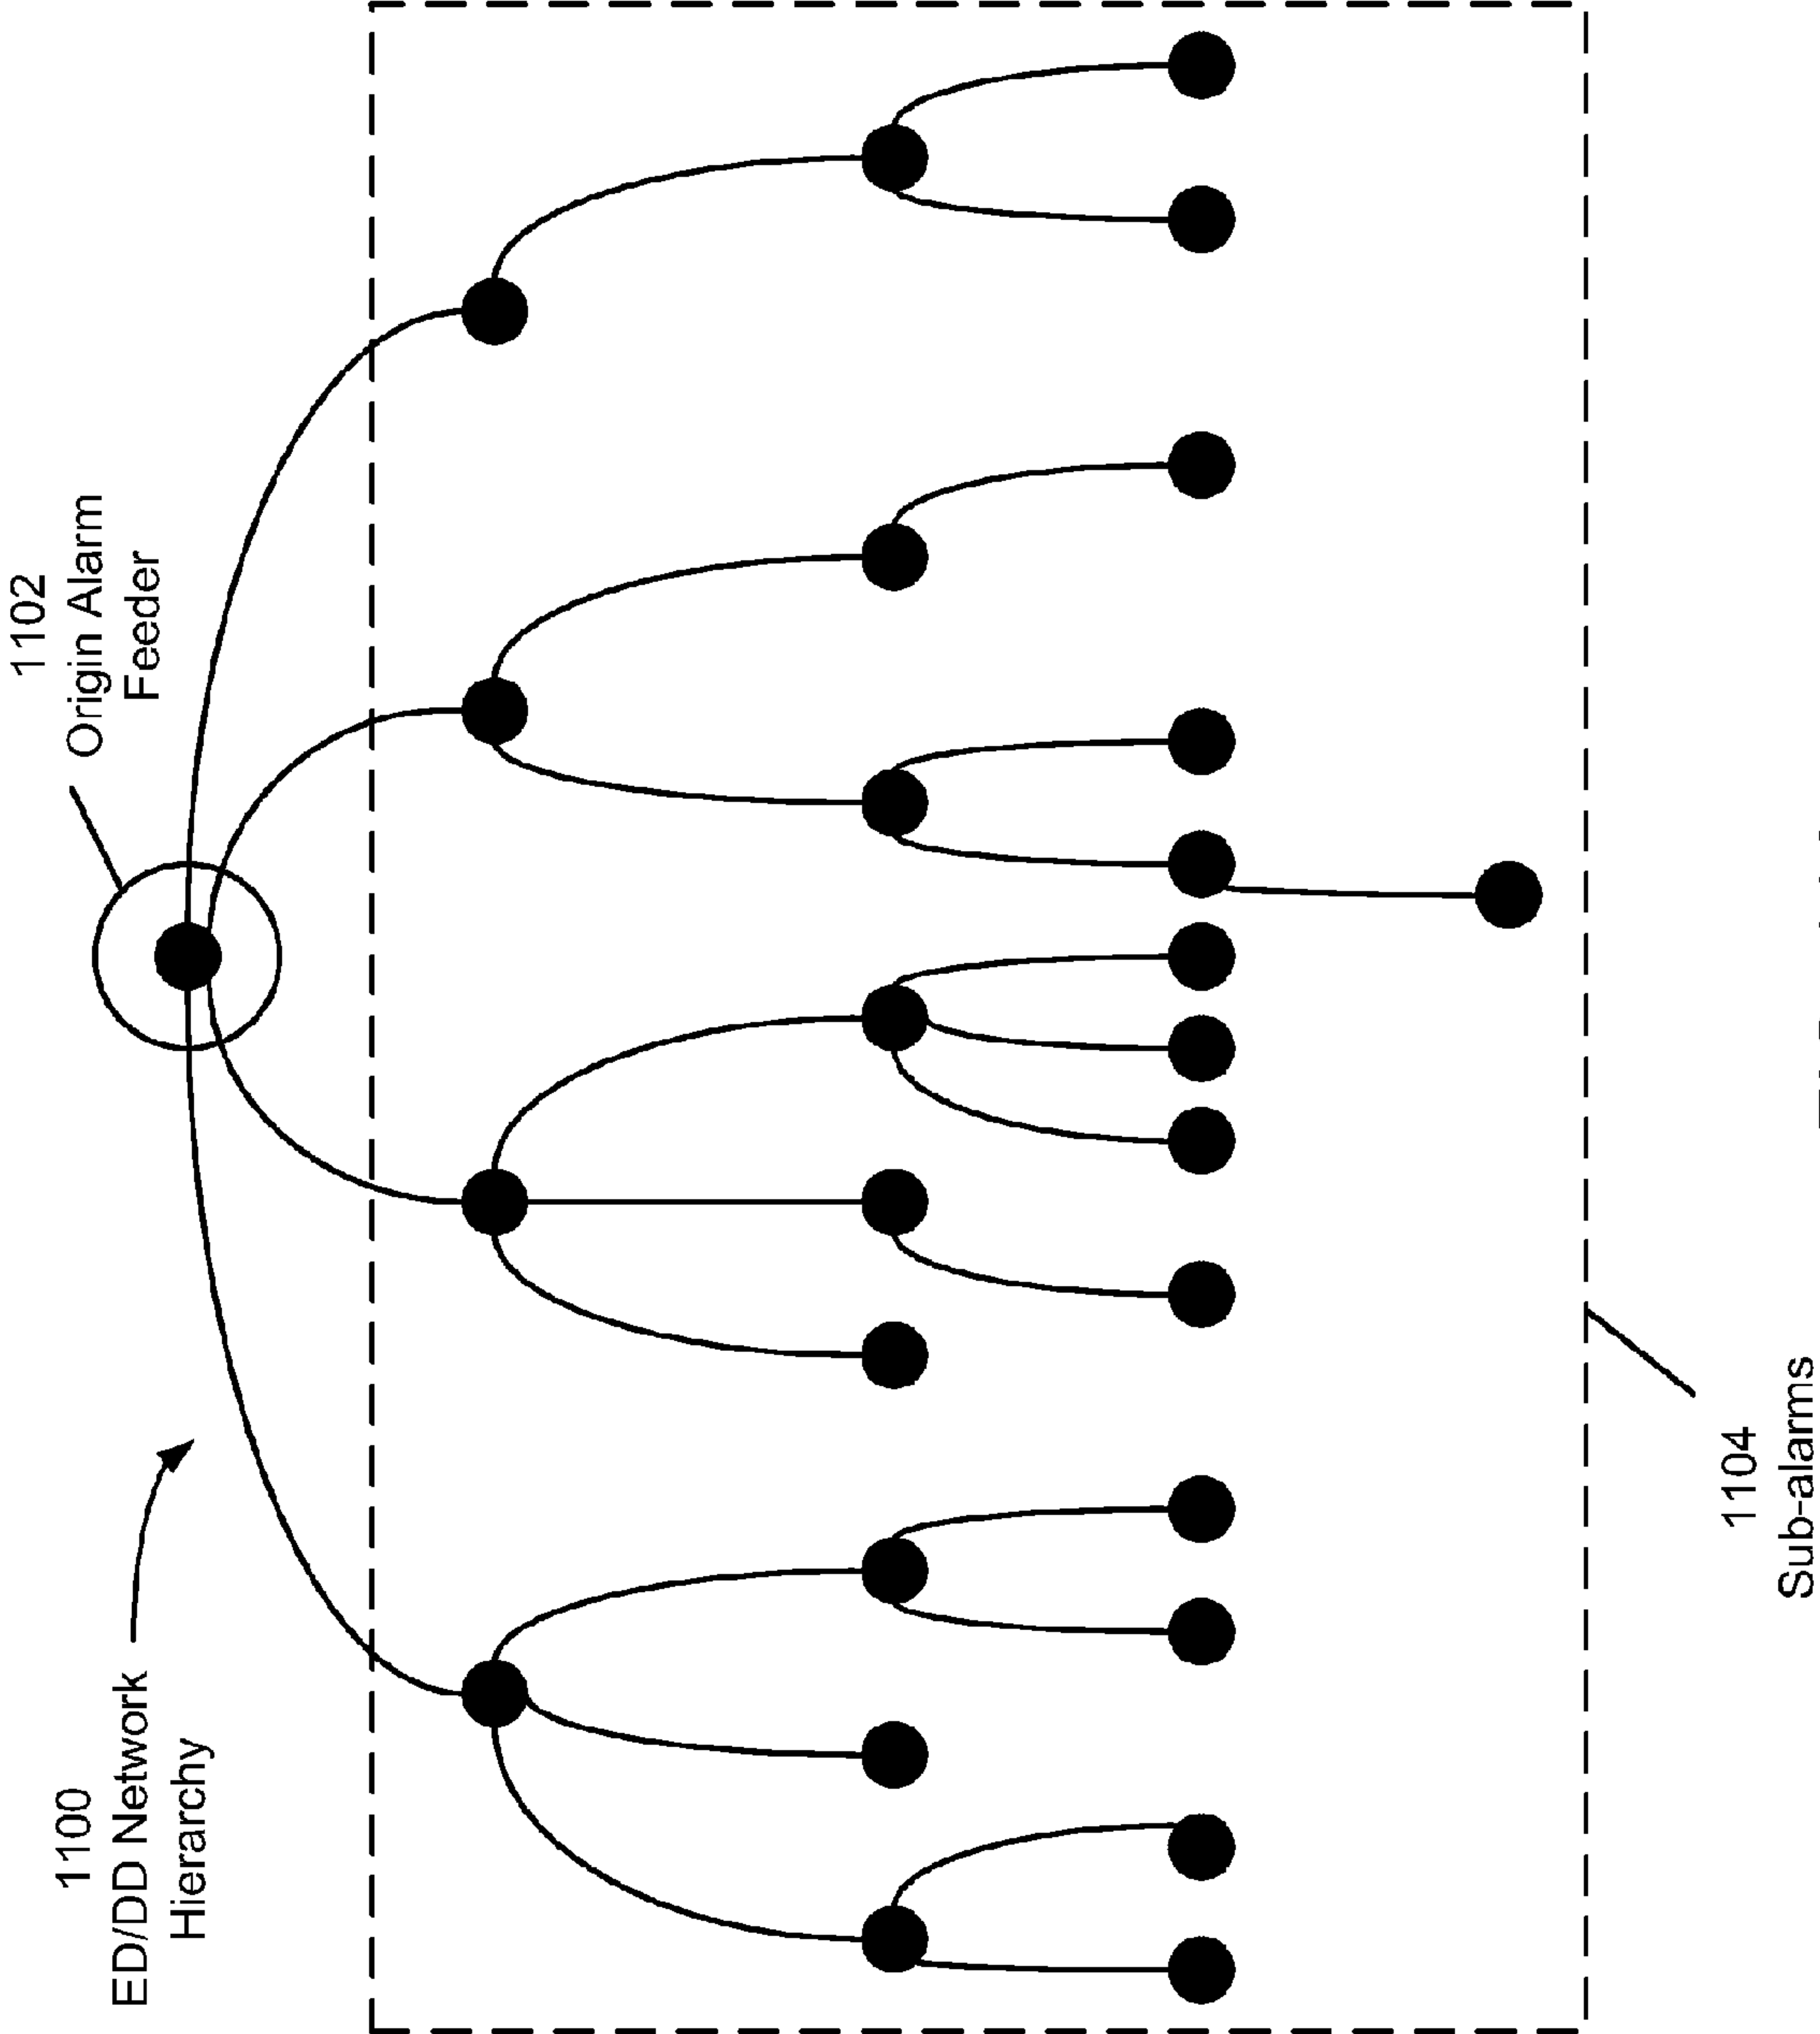 1100
ED/DD Network
Hierarchy
1102
Origin Alarm
Feeder
1104
Sub-alarms